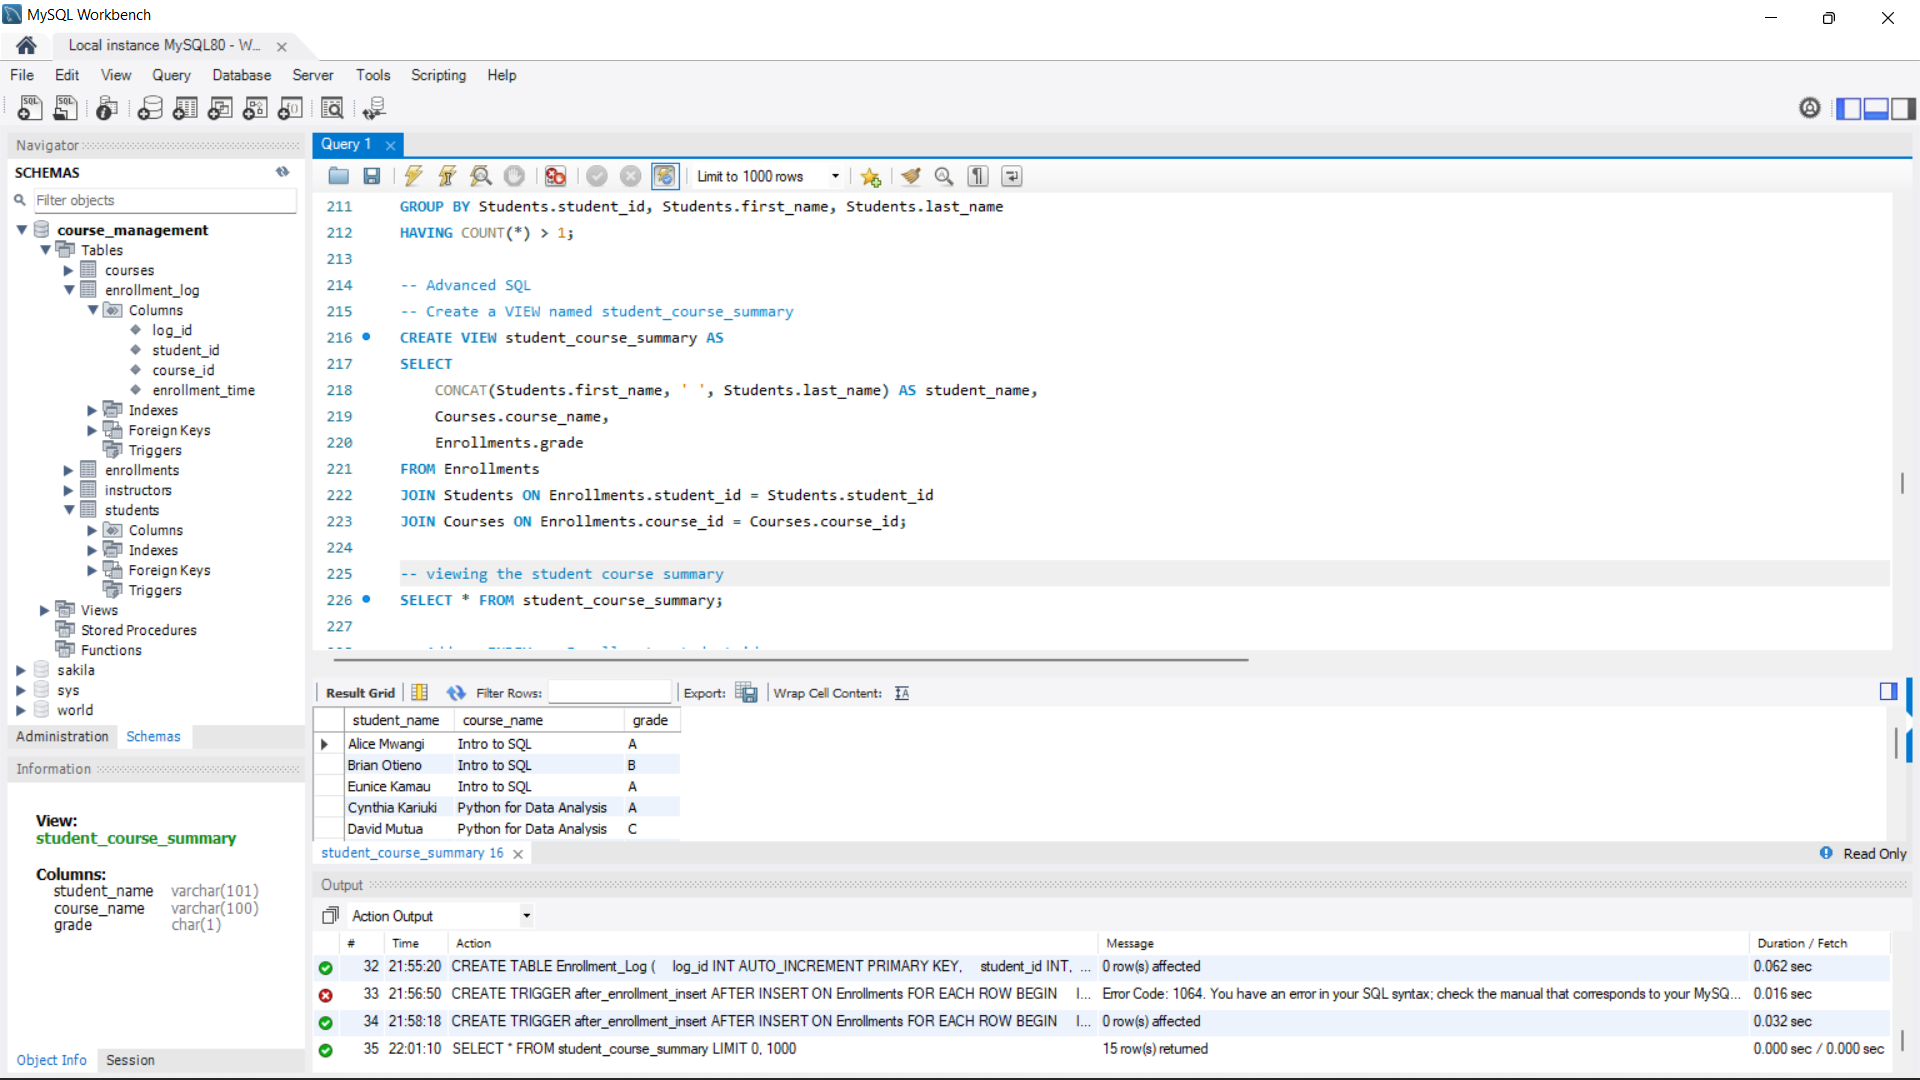 MySQL Workbench
Local instance MySQL80 - W...
File Edit View Query Database Server Tools Scripting Help
Navigator
SCHEMAS
Filter objects
course_management
Tables
courses
enrollment_log
Columns
log_id
student_id
course_id
enrollment_time
Indexes
Foreign Keys
Triggers
enrollments
instructors
students
Columns
Indexes
Foreign Keys
Triggers
Views
Stored Procedures
Functions
sakila
sys
world
Administration Schemas
Information
View:
student_course_summary
Columns:
student_name varchar(101)
course_name varchar(100)
grade char(1)
Object Info Session
Query 1
Limit to 1000 rows
211 GROUP BY Students.student_id, Students.first_name, Students.last_name
212 HAVING COUNT(*) > 1;
213
214 -- Advanced SQL
215 -- Create a VIEW named student_course_summary
216 CREATE VIEW student_course_summary AS
217 SELECT
218 CONCAT(Students.first_name, ' ', Students.last_name) AS student_name,
219 Courses.course_name,
220 Enrollments.grade
221 FROM Enrollments
222 JOIN Students ON Enrollments.student_id = Students.student_id
223 JOIN Courses ON Enrollments.course_id = Courses.course_id;
224
225 -- viewing the student course summary
226 SELECT * FROM student_course_summary;
227
Result Grid Filter Rows: Export: Wrap Cell Content:
student_name course_name grade
Alice Mwangi Intro to SQL A
Brian Otieno Intro to SQL B
Eunice Kamau Intro to SQL A
Cynthia Kariuki Python for Data Analysis A
David Mutua Python for Data Analysis C
student_course_summary 16
Read Only
Output
Action Output
# Time Action Message Duration / Fetch
32 21:55:20 CREATE TABLE Enrollment_Log ( log_id INT AUTO_INCREMENT PRIMARY KEY, student_id INT, ... 0 row(s) affected 0.062 sec
33 21:56:50 CREATE TRIGGER after_enrollment_insert AFTER INSERT ON Enrollments FOR EACH ROW BEGIN I... Error Code: 1064. You have an error in your SQL syntax; check the manual that corresponds to your MySQ... 0.016 sec
34 21:58:18 CREATE TRIGGER after_enrollment_insert AFTER INSERT ON Enrollments FOR EACH ROW BEGIN I... 0 row(s) affected 0.032 sec
35 22:01:10 SELECT * FROM student_course_summary LIMIT 0, 1000 15 row(s) returned 0.000 sec / 0.000 sec